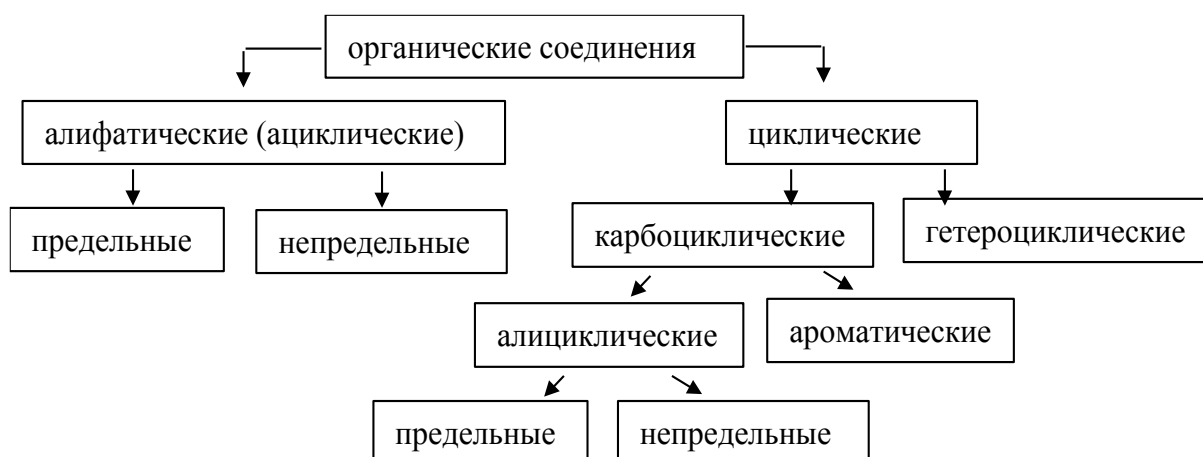 органические соединения
алифатические (ациклические)
циклические
предельные
непредельные
карбоциклические
гетероциклические
алициклические
ароматические
предельные
непредельные